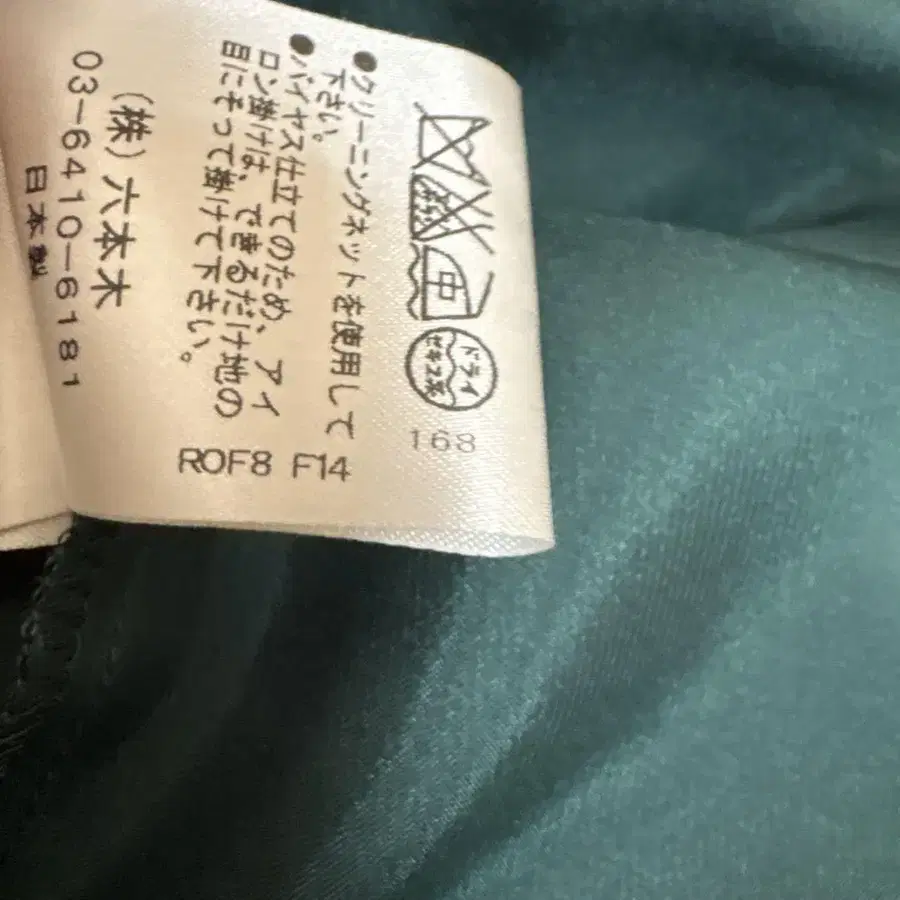 ドライ
セキユ系
168
●クリーニングネットを使用して
下さい。
●バイヤス仕立てのため、アイ
ロン掛けは、できるだけ地の
目にそって掛けて下さい。
ROF8 F14
(株)六本木
03-6410-6181
日本製